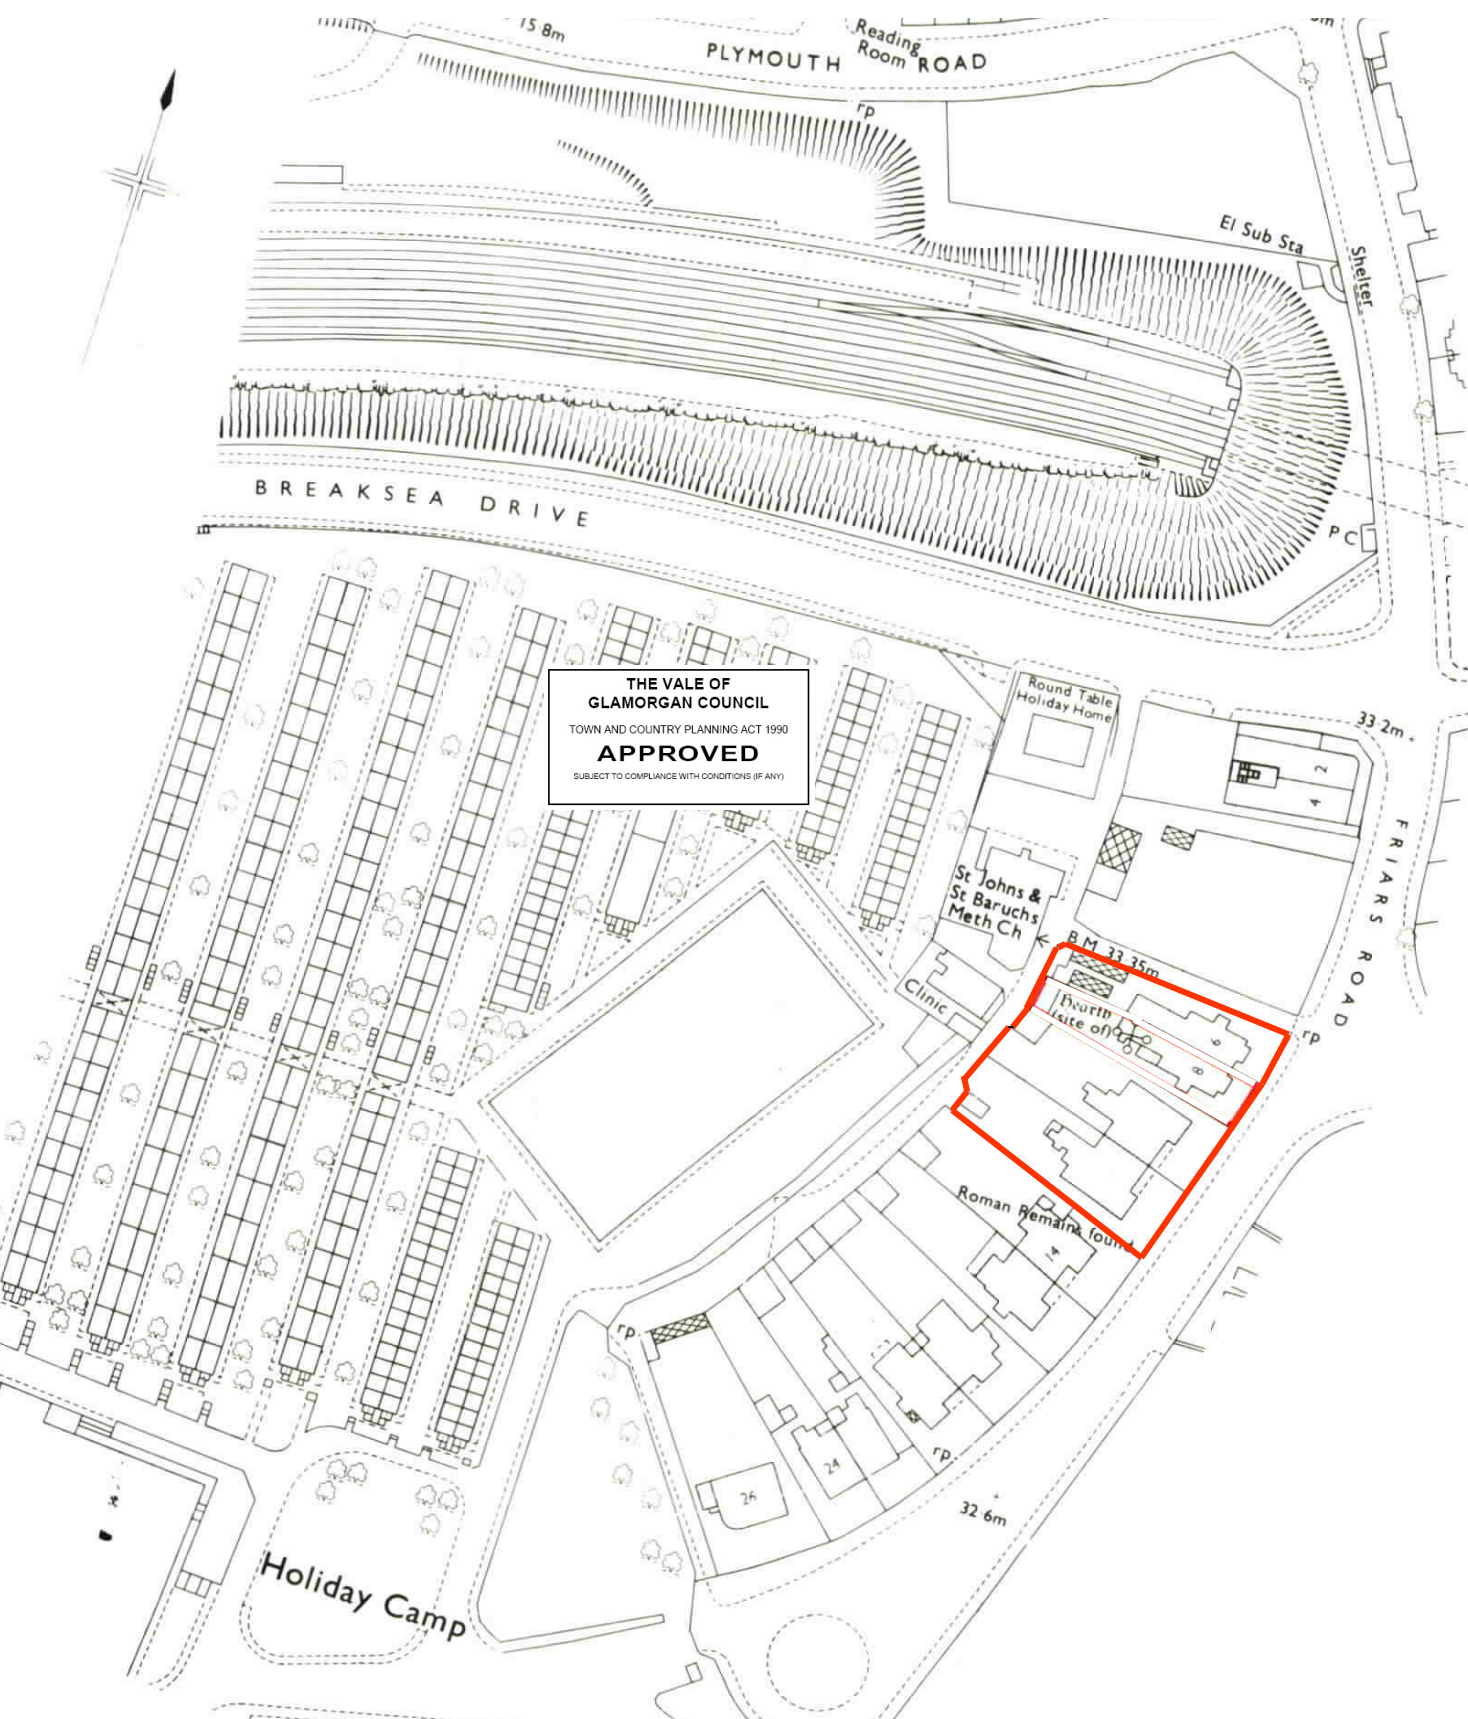 15·8m
PLYMOUTH ROAD
Reading
Room
rp
El Sub Sta
Shelter
BREAKSEA DRIVE
PC
THE VALE OF
GLAMORGAN COUNCIL
TOWN AND COUNTRY PLANNING ACT 1990
APPROVED
SUBJECT TO COMPLIANCE WITH CONDITIONS (IF ANY)
Round Table
Holiday Home
33·2m
2
4
FRIARS ROAD
St Johns &
St Baruchs
Meth Ch
BM 33·35m
Clinic
Hearth
(site of)
6
8
rp
Roman Remains found
14
rp
24
26
rp
32·6m
Holiday Camp